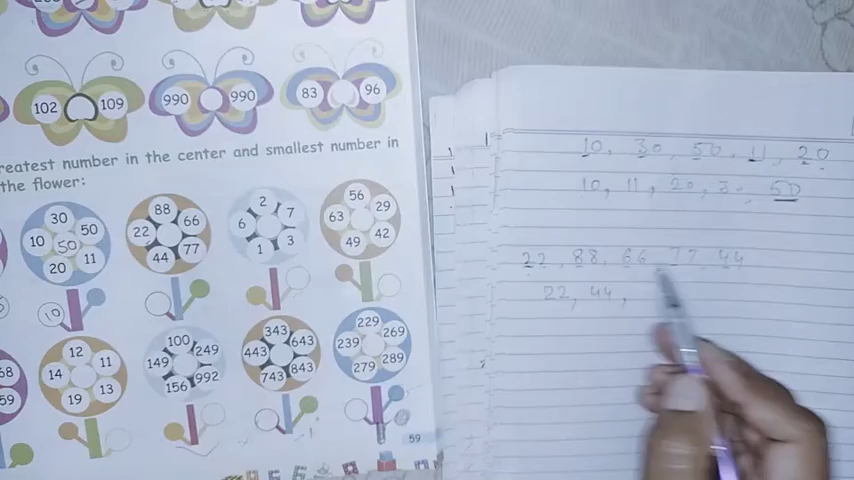 102 109 990 990 83 96
reatest number in the center and smallest number in
the flower:
30 50 11 20 10 50
88 66 77 44 22
2 7 3 1 6
56 29 42 49 63
10
68
59
12 11 13 19 14
100 249 992 156 149
343 643 843 743 443
229 269 289 279 239
59
10, 30, 50, 11, 20.
10, 11, 20, 30, 50
22, 88, 66, 77, 44,
22, 44,